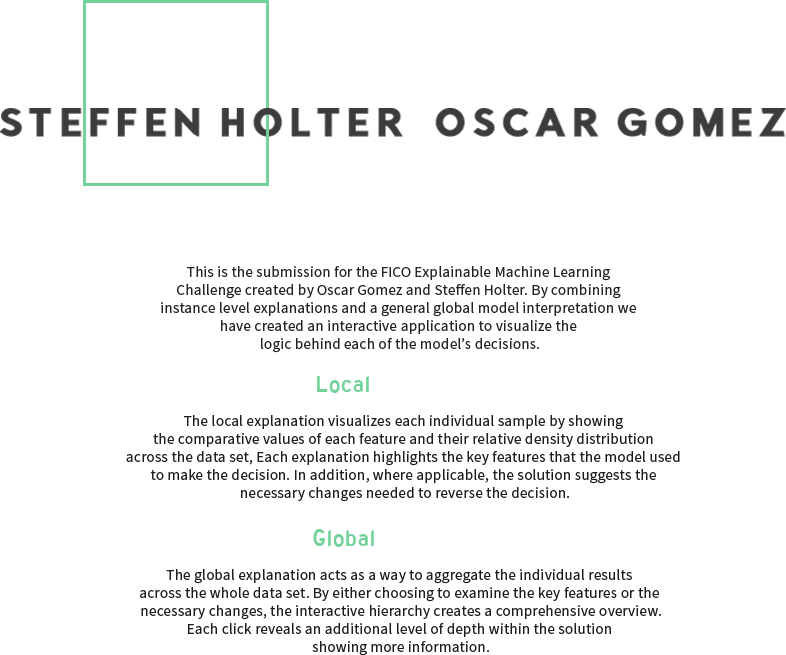 STEFFEN HOLTER OSCAR GOMEZ
This is the submission for the FICO Explainable Machine Learning
Challenge created by Oscar Gomez and Steffen Holter. By combining
instance level explanations and a general global model interpretation we
have created an interactive application to visualize the
logic behind each of the model’s decisions.
Local
The local explanation visualizes each individual sample by showing
the comparative values of each feature and their relative density distribution
across the data set, Each explanation highlights the key features that the model used
to make the decision. In addition, where applicable, the solution suggests the
necessary changes needed to reverse the decision.
Global
The global explanation acts as a way to aggregate the individual results
across the whole data set. By either choosing to examine the key features or the
necessary changes, the interactive hierarchy creates a comprehensive overview.
Each click reveals an additional level of depth within the solution
showing more information.